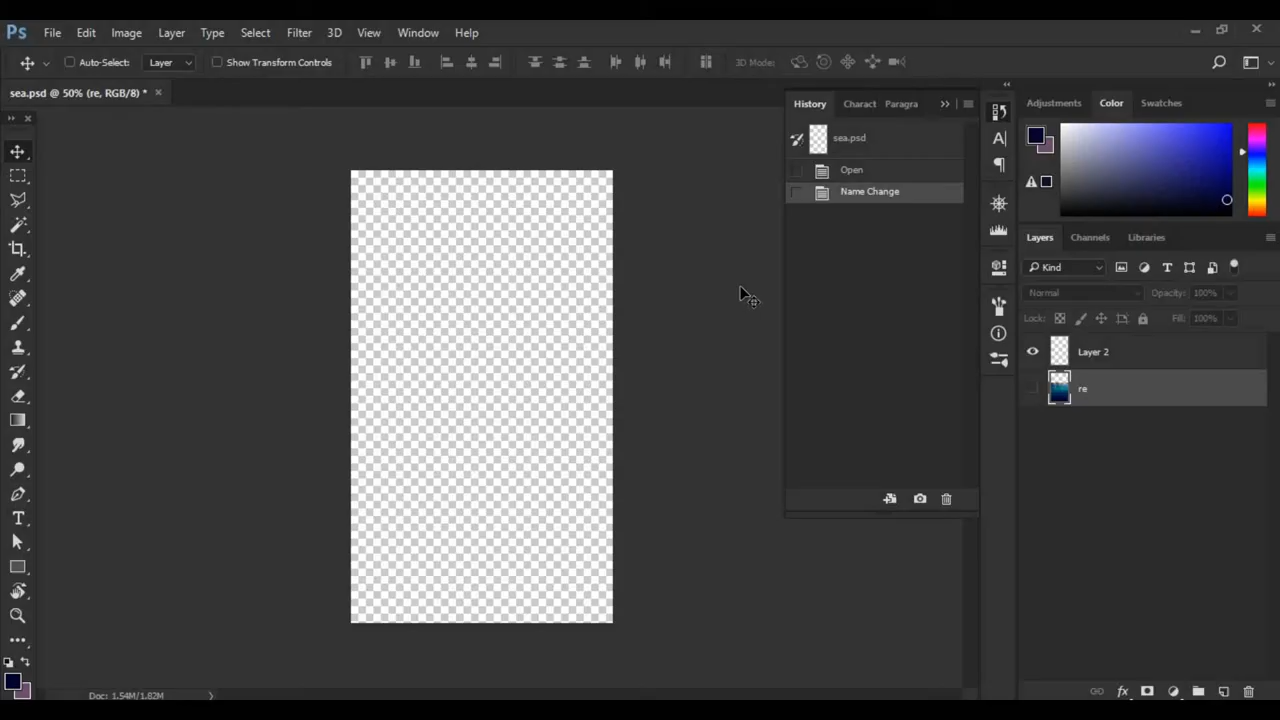 Ps File Edit Image Layer Type Select Filter 3D View Window Help
Auto-Select: Layer Show Transform Controls 3D Mode:
sea.psd @ 50% (re, RGB/8) *
History Charact Paragra
Adjustments Color Swatches
sea.psd
Open
Name Change
Layers Channels Libraries
Kind
Normal Opacity: 100%
Lock: Fill: 100%
Layer 2
re
Doc: 1.54M/1.82M